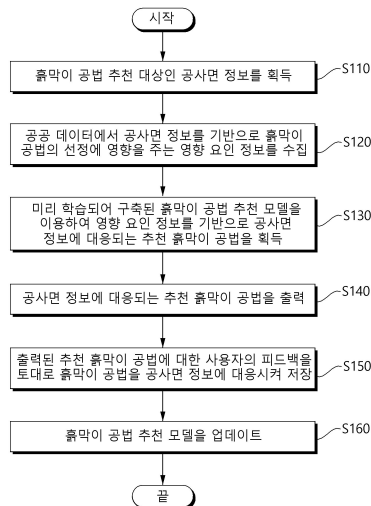 시작
흙막이 공법 추천 대상인 공사면 정보를 획득
S110
공공 데이터에서 공사면 정보를 기반으로 흙막이
공법의 선정에 영향을 주는 영향 요인 정보를 수집
S120
미리 학습되어 구축된 흙막이 공법 추천 모델을
이용하여 영향 요인 정보를 기반으로 공사면
정보에 대응되는 추천 흙막이 공법을 획득
S130
공사면 정보에 대응되는 추천 흙막이 공법을 출력
S140
출력된 추천 흙막이 공법에 대한 사용자의 피드백을
토대로 흙막이 공법을 공사면 정보에 대응시켜 저장
S150
흙막이 공법 추천 모델을 업데이트
S160
끝